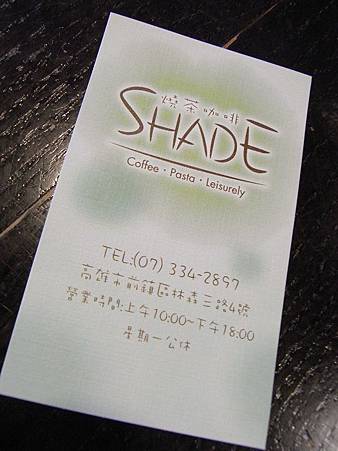 燒茶咖啡
SHADE
Coffee · Pasta · Leisurely
TEL:(07) 334-2897
高雄市前鎮區林森三路4號
營業時間:上午10:00~下午18:00
星期一公休